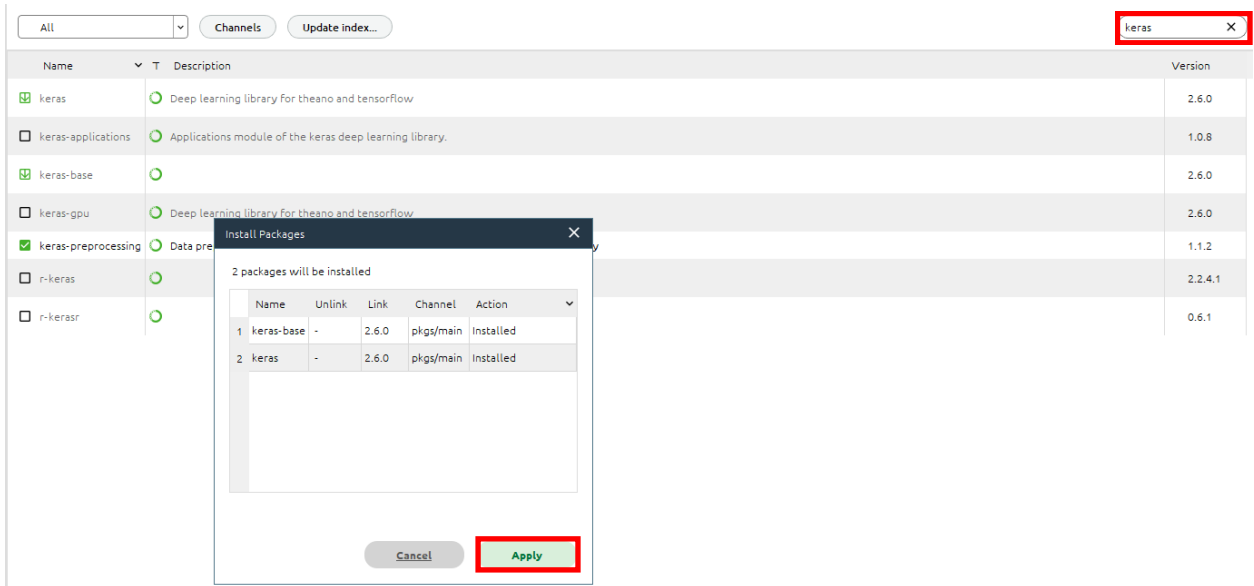 All Channels Update index... keras
Name T Description Version
keras Deep learning library for theano and tensorflow 2.6.0
keras-applications Applications module of the keras deep learning library. 1.0.8
keras-base 2.6.0
keras-gpu Deep learning library for theano and tensorflow 2.6.0
keras-preprocessing Data pre y 1.1.2
r-keras 2.2.4.1
r-kerasr 0.6.1
Install Packages
2 packages will be installed
Name Unlink Link Channel Action
1 keras-base - 2.6.0 pkgs/main Installed
2 keras - 2.6.0 pkgs/main Installed
Cancel Apply